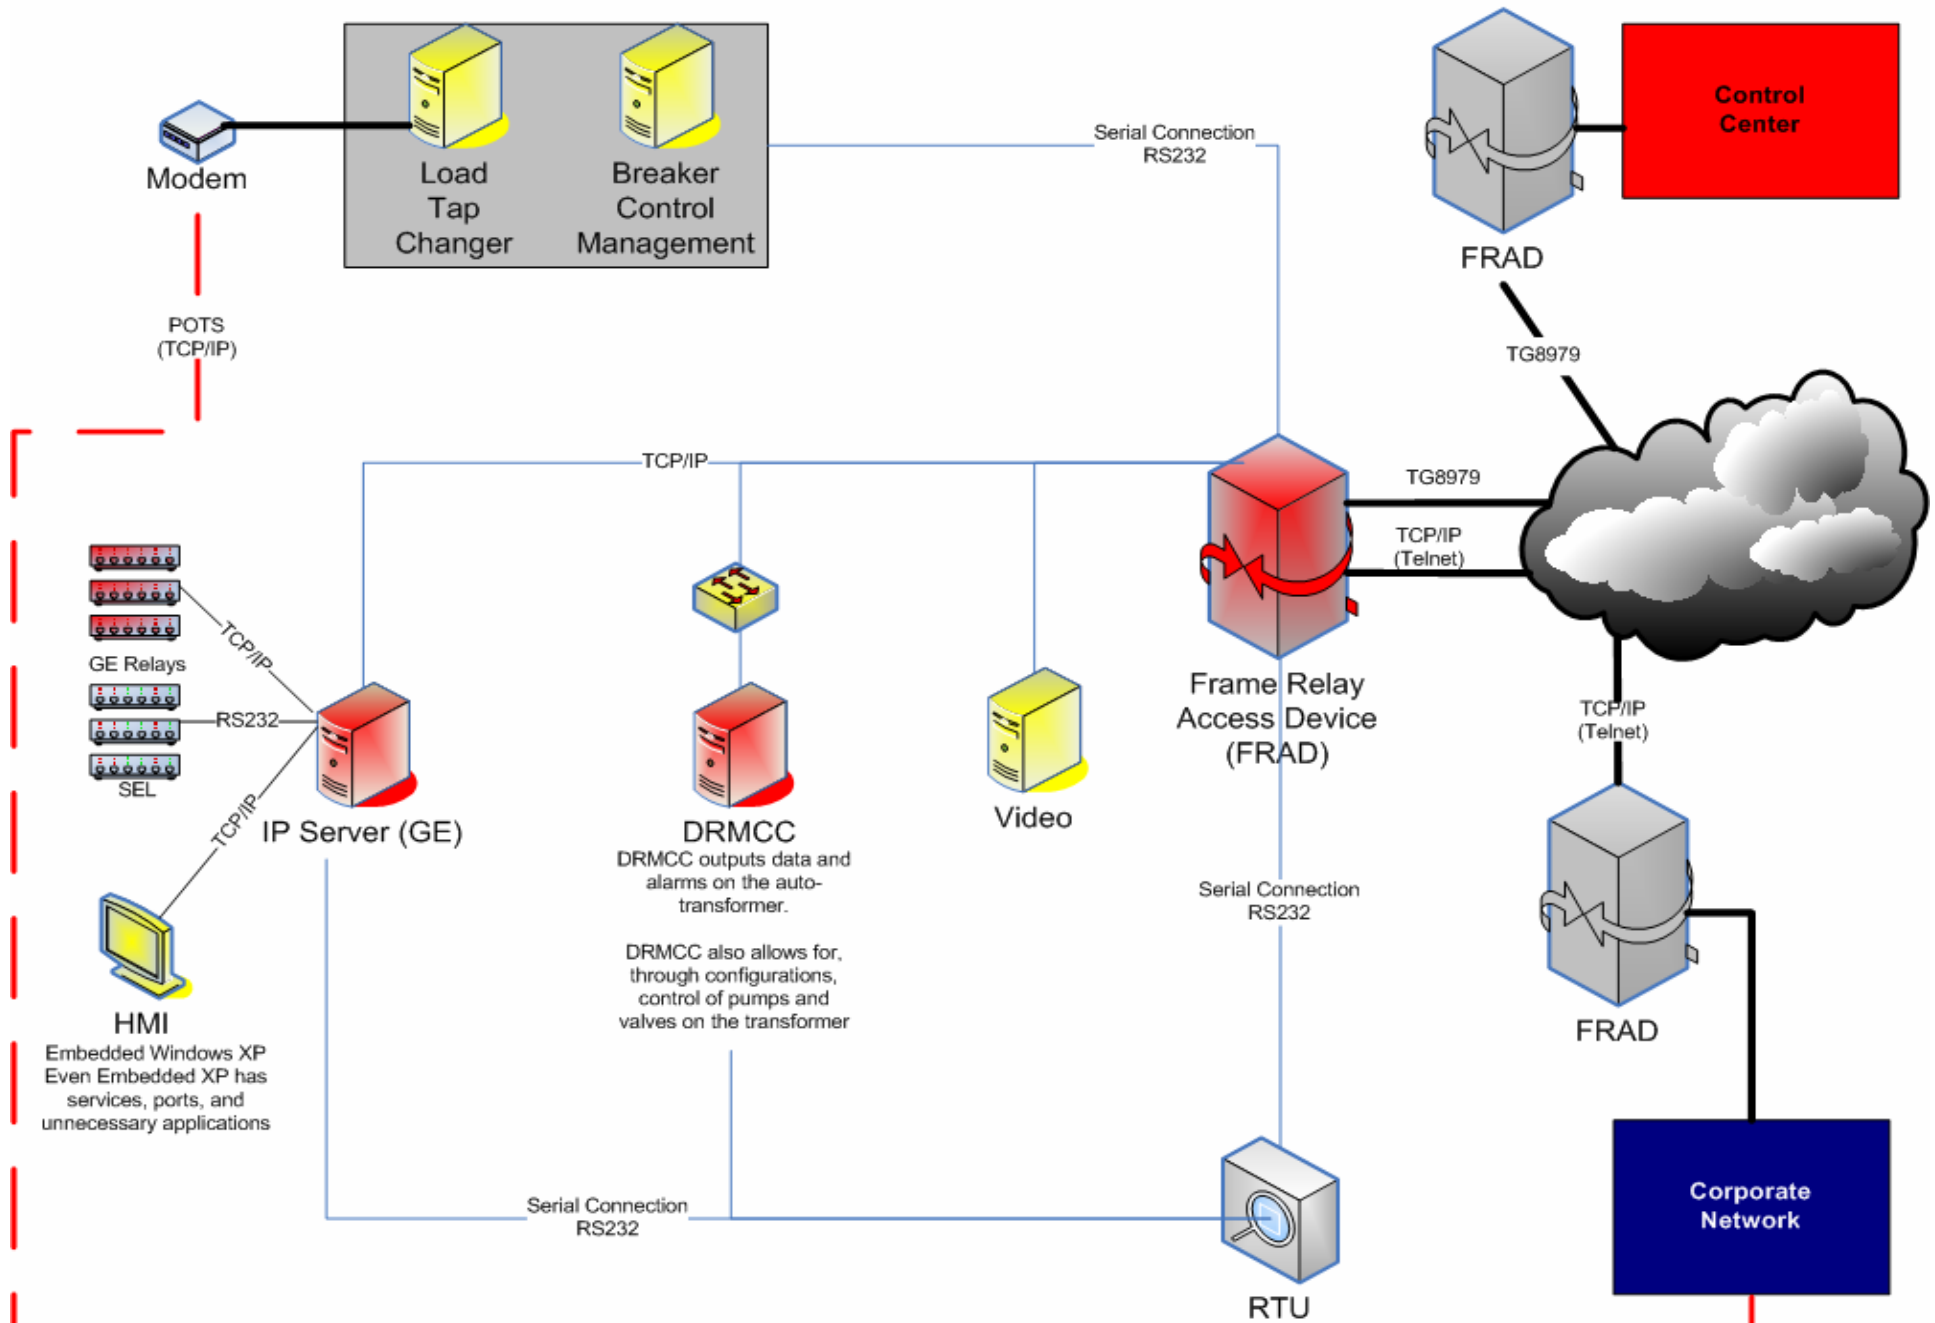 Modem
POTS
(TCP/IP)
Load
Tap
Changer
Breaker
Control
Management
Serial Connection
RS232
FRAD
Control
Center
TG8979
TCP/IP
TG8979
TCP/IP
(Telnet)
Frame Relay
Access Device
(FRAD)
TCP/IP
(Telnet)
FRAD
Corporate
Network
GE Relays
TCP/IP
RS232
SEL
TCP/IP
IP Server (GE)
HMI
Embedded Windows XP
Even Embedded XP has
services, ports, and
unnecessary applications
DRMCC
DRMCC outputs data and
alarms on the auto-
transformer.
DRMCC also allows for,
through configurations,
control of pumps and
valves on the transformer
Video
Serial Connection
RS232
Serial Connection
RS232
RTU